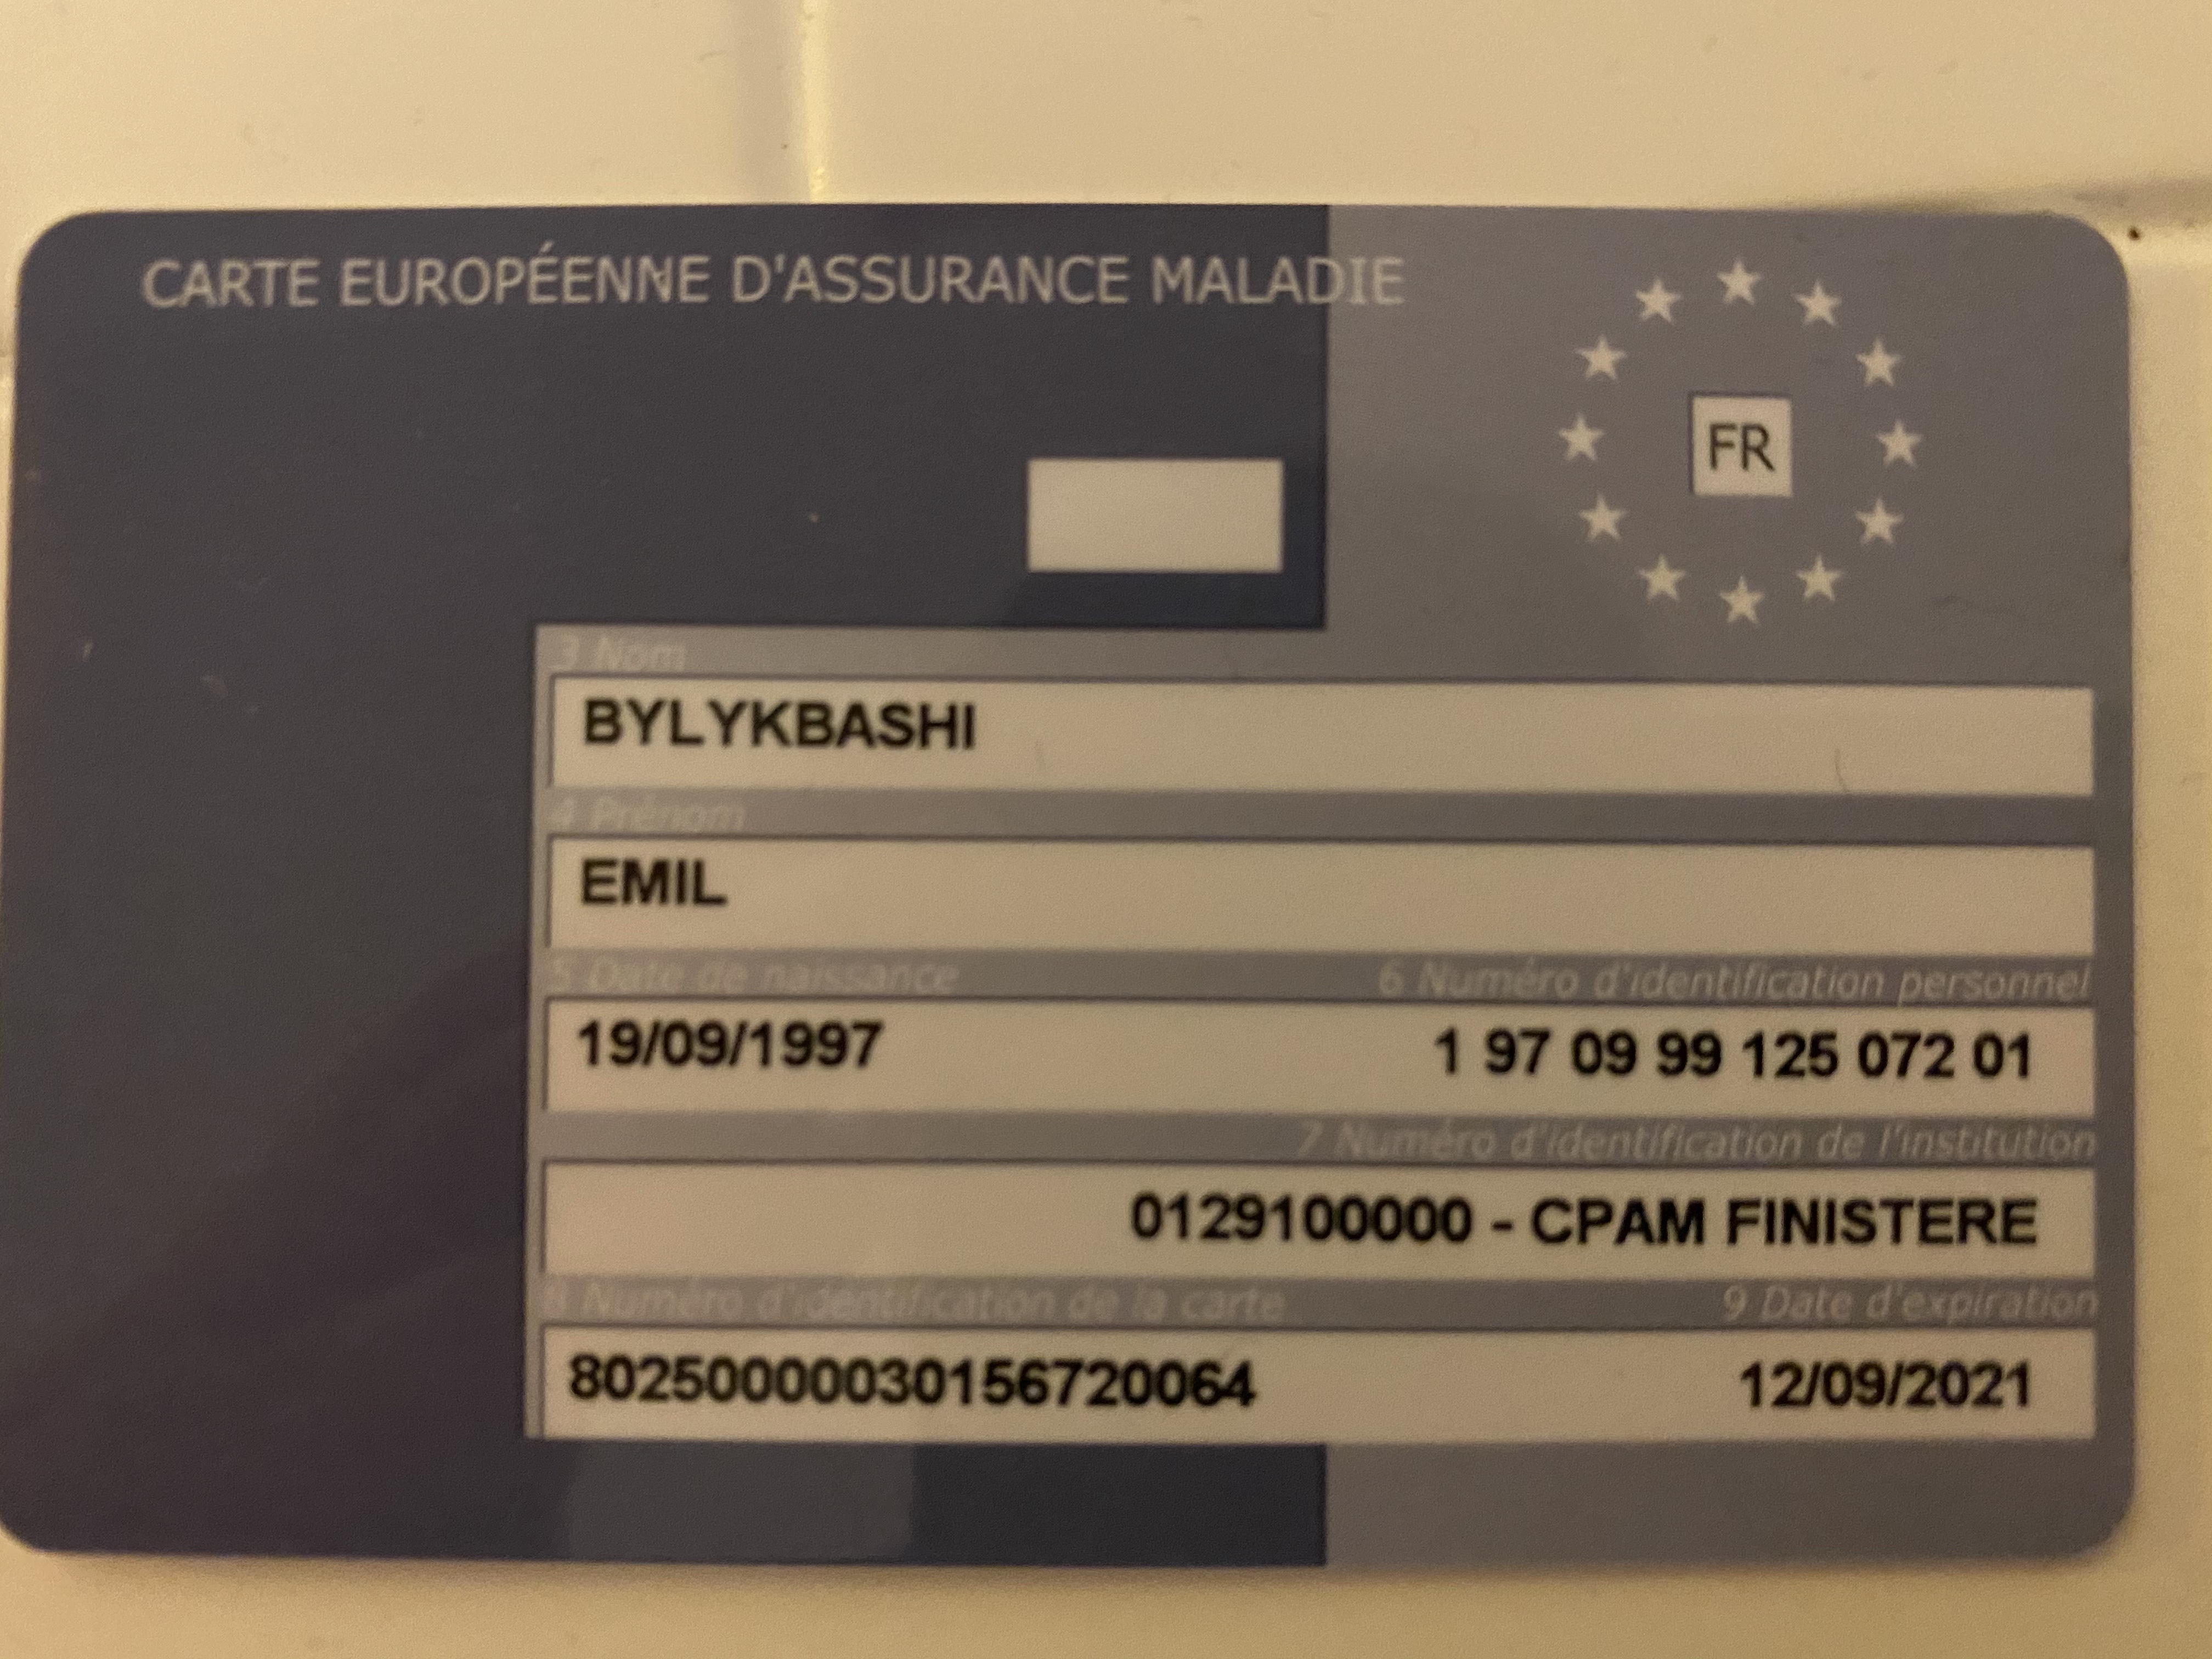 CARTE EUROPÉENNE D'ASSURANCE MALADIE
FR
3 Nom
BYLYKBASHI
4 Prénom
EMIL
5 Date de naissance 6 Numéro d'identification personnel
19/09/1997 1 97 09 99 125 072 01
7 Numéro d'identification de l'institution
0129100000 - CPAM FINISTERE
8 Numéro d'identification de la carte 9 Date d'expiration
80250000030156720064 12/09/2021